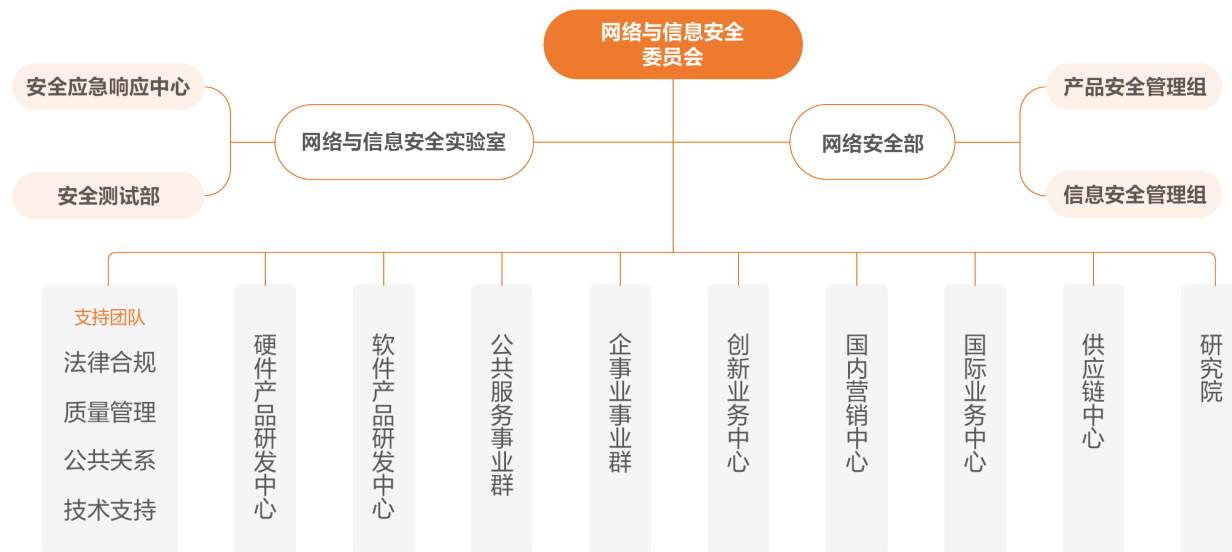 网络与信息安全
委员会
安全应急响应中心
产品安全管理组
网络与信息安全实验室
网络安全部
安全测试部
信息安全管理组
支持团队
法律合规
质量管理
公共关系
技术支持
硬件产品研发中心
软件产品研发中心
公共服务事业群
企事业事业群
创新业务中心
国内营销中心
国际业务中心
供应链中心
研究院